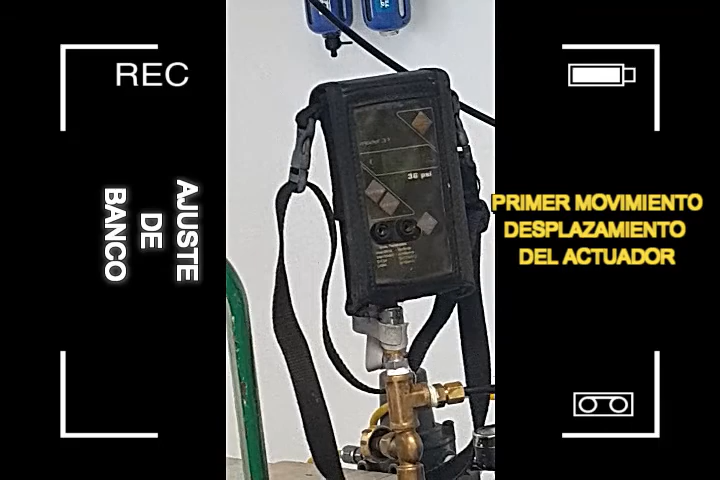 REC
AJUSTE
DE
BANCO
PRIMER MOVIMIENTO
DESPLAZAMIENTO
DEL ACTUADOR
36 psi